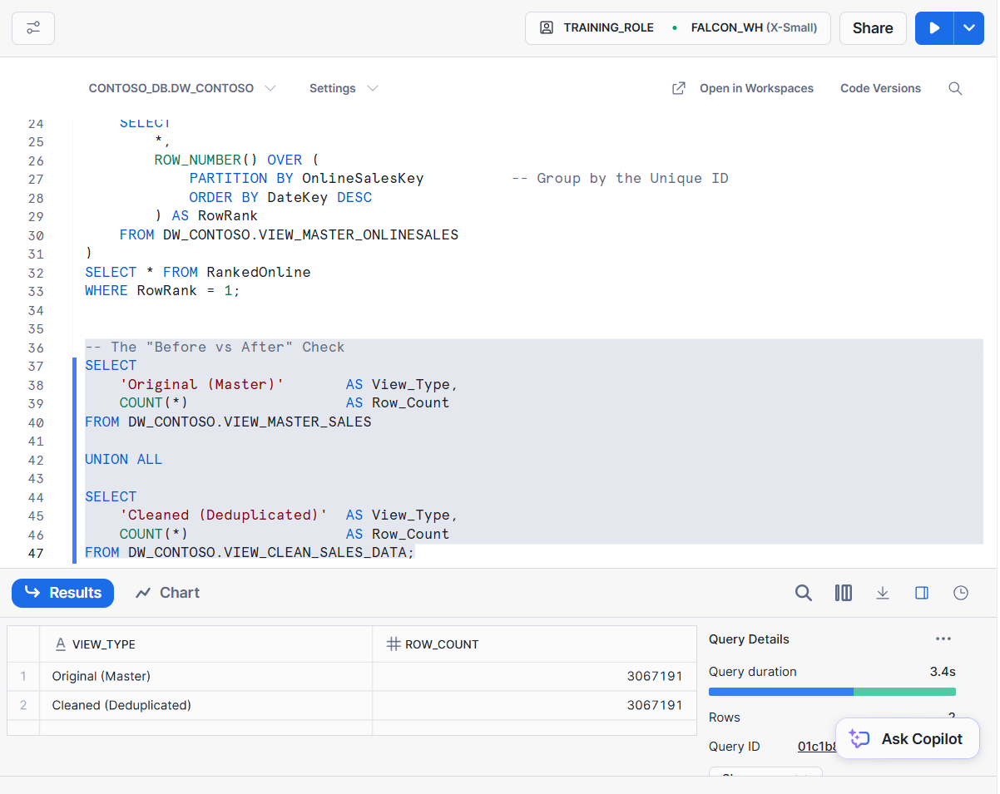 TRAINING_ROLE • FALCON_WH (X-Small) Share
CONTOSO_DB.DW_CONTOSO Settings Open in Workspaces Code Versions
24 SELECT
25 *,
26 ROW_NUMBER() OVER (
27 PARTITION BY OnlineSalesKey -- Group by the Unique ID
28 ORDER BY DateKey DESC
29 ) AS RowRank
30 FROM DW_CONTOSO.VIEW_MASTER_ONLINESALES
31 )
32 SELECT * FROM RankedOnline
33 WHERE RowRank = 1;
34
35
36 -- The "Before vs After" Check
37 SELECT
38 'Original (Master)' AS View_Type,
39 COUNT(*) AS Row_Count
40 FROM DW_CONTOSO.VIEW_MASTER_SALES
41
42 UNION ALL
43
44 SELECT
45 'Cleaned (Deduplicated)' AS View_Type,
46 COUNT(*) AS Row_Count
47 FROM DW_CONTOSO.VIEW_CLEAN_SALES_DATA;
Results Chart
A VIEW_TYPE # ROW_COUNT
1 Original (Master) 3067191
2 Cleaned (Deduplicated) 3067191
Query Details ...
Query duration 3.4s
Rows 2
Query ID 01c1b8
Ask Copilot